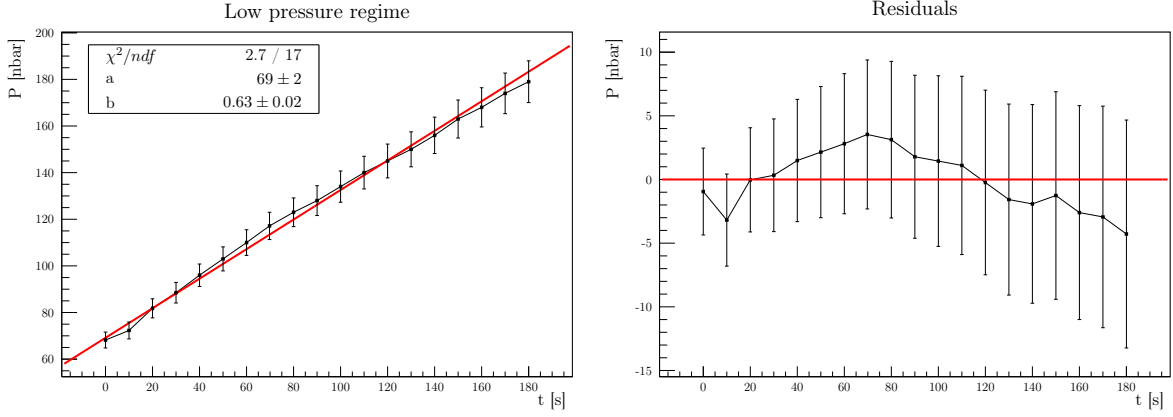 Low pressure regime
P [nbar]
200
180
160
140
120
100
80
60
χ²/ndf 2.7 / 17
a 69 ± 2
b 0.63 ± 0.02
0 20 40 60 80 100 120 140 160 180
t [s]
Residuals
P [nbar]
10
5
0
-5
-10
-15
0 20 40 60 80 100 120 140 160 180
t [s]